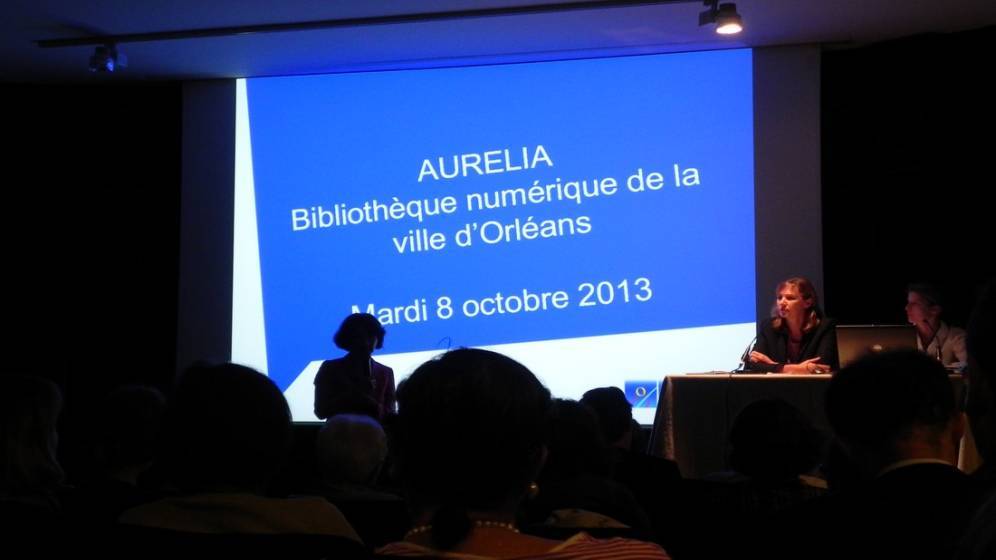 AURELIA
Bibliothèque numérique de la
ville d'Orléans
Mardi 8 octobre 2013